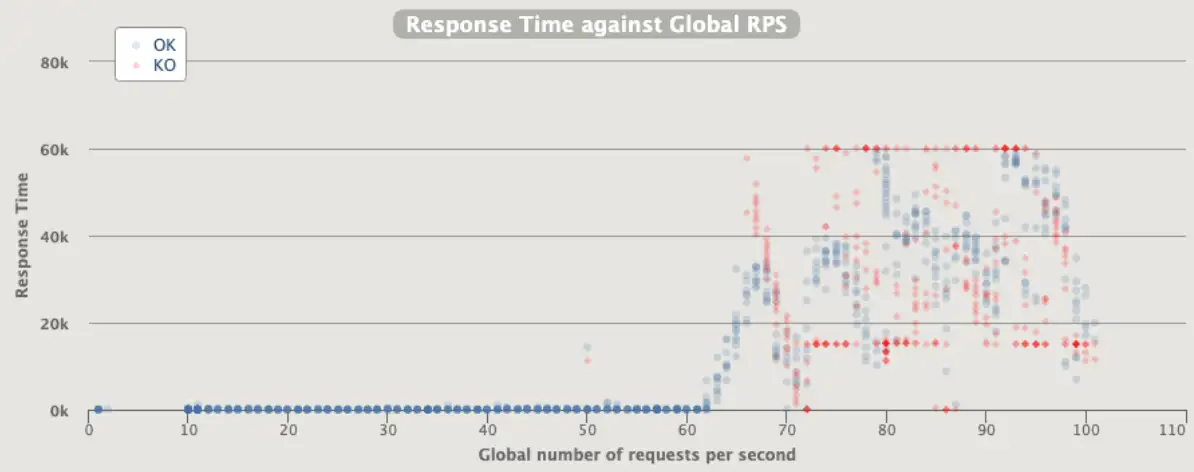 Response Time against Global RPS
OK
KO
80k
60k
40k
20k
0k
Response Time
0 10 20 30 40 50 60 70 80 90 100 110
Global number of requests per second